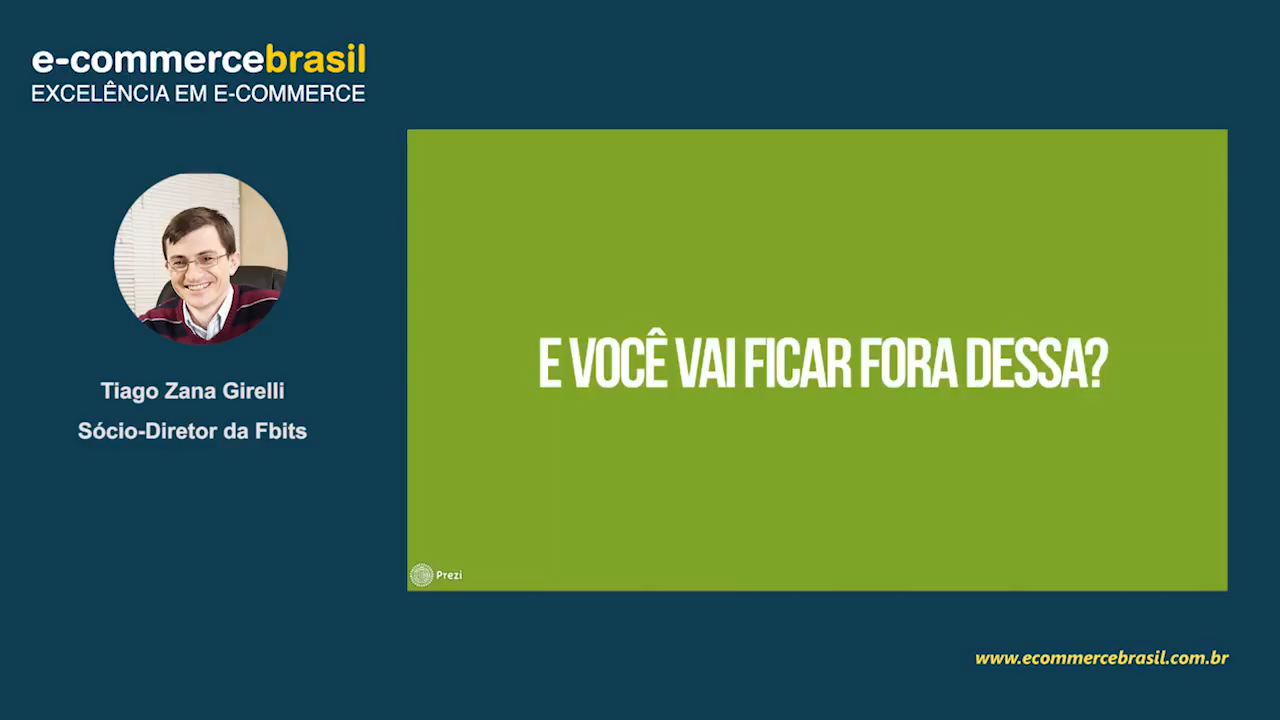 e-commercebrasil
EXCELÊNCIA EM E-COMMERCE
Tiago Zana Girelli
Sócio-Diretor da Fbits
E VOCÊ VAI FICAR FORA DESSA?
Prezi
www.ecommercebrasil.com.br